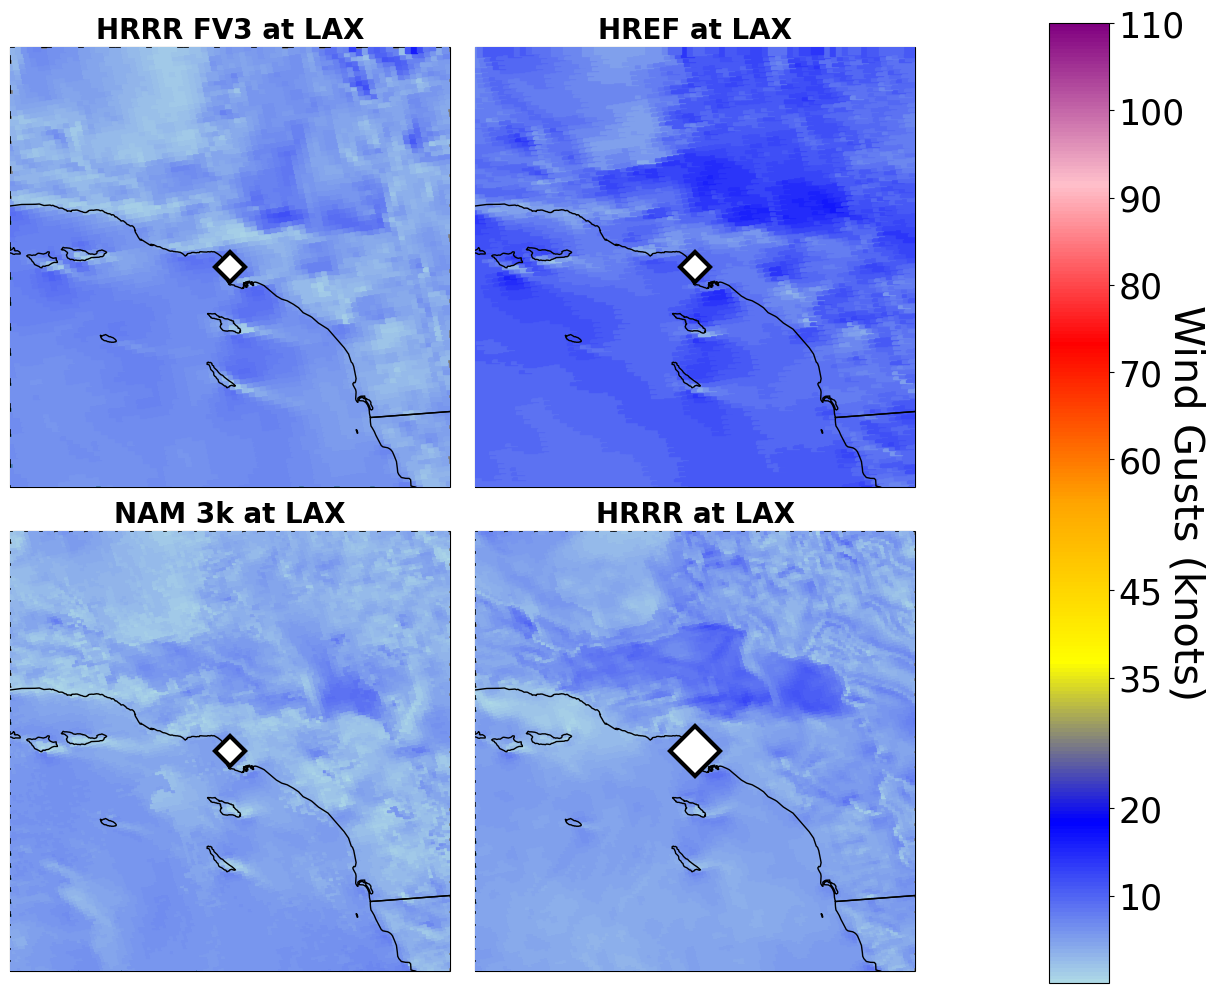 HRRR FV3 at LAX
HREF at LAX
NAM 3k at LAX
HRRR at LAX
110
100
90
80
70
60
45
35
20
10
Wind Gusts (knots)